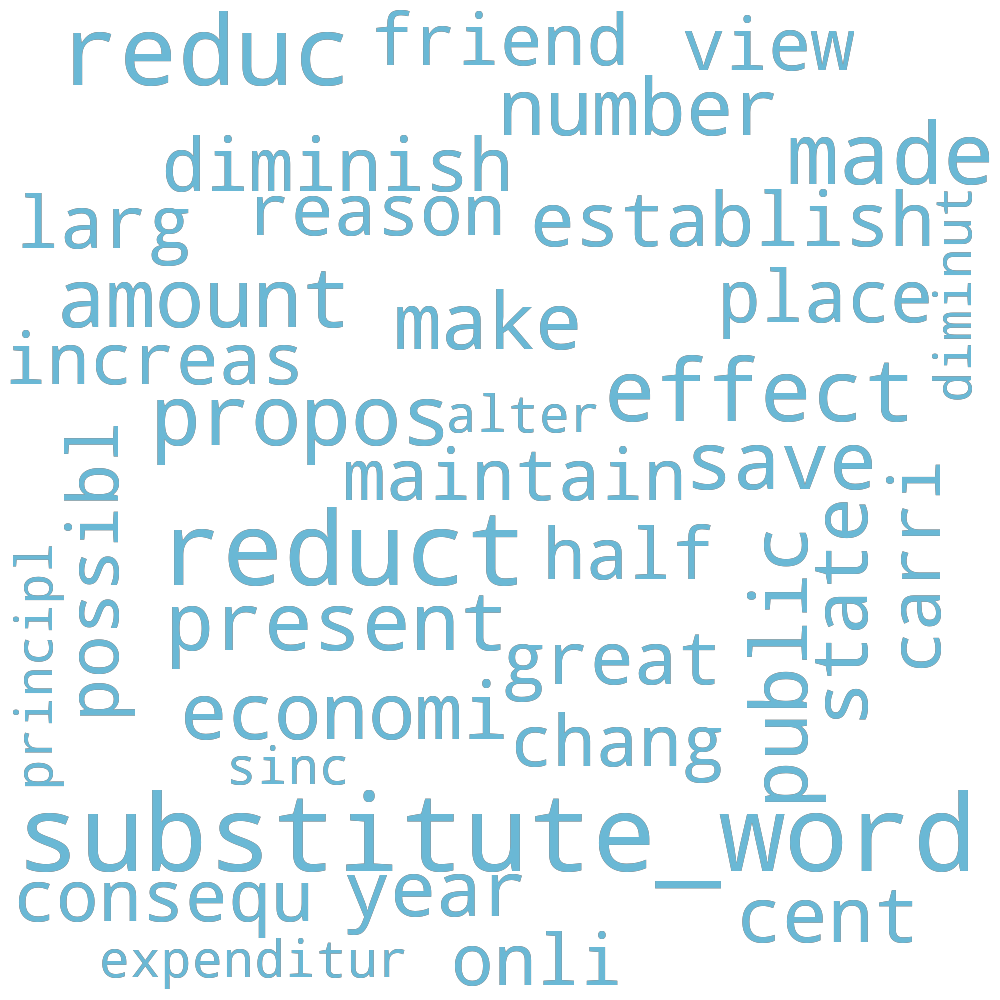 reduc friend view
number
diminish made
larg reason establish
diminut
amount make place
increas effect
propos alter
maintain save
possibl reduct half public state carri
principl present
great
economi chang
sinc
substitute_word
consequ year cent
expenditur onli